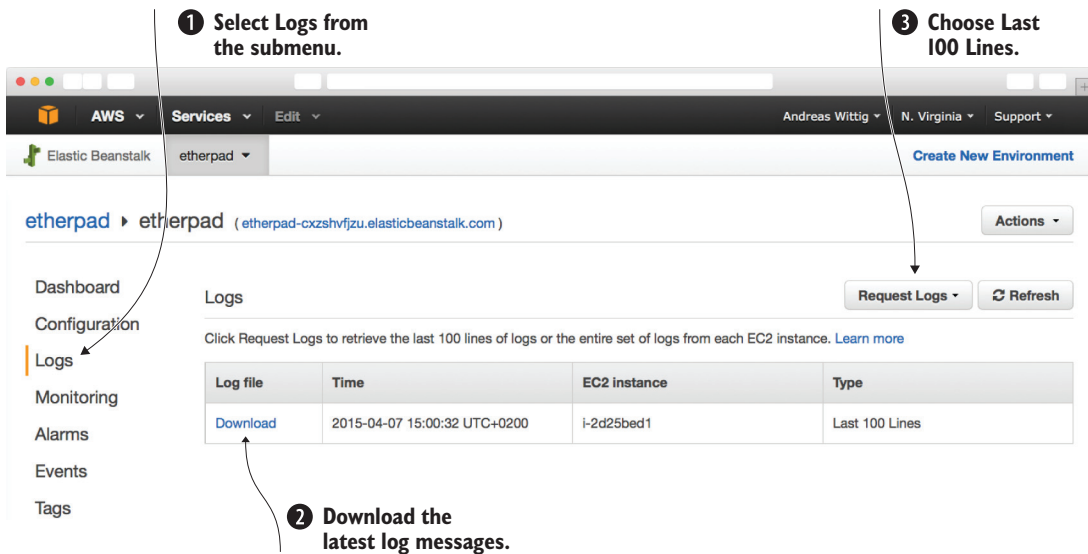 1 Select Logs from
the submenu.
3 Choose Last
100 Lines.
AWS Services Edit Andreas Wittig N. Virginia Support
Elastic Beanstalk etherpad Create New Environment
etherpad etherpad ( etherpad-cxzshvfjzu.elasticbeanstalk.com ) Actions
Dashboard
Configuration
Logs
Monitoring
Alarms
Events
Tags
Logs Request Logs Refresh
Click Request Logs to retrieve the last 100 lines of logs or the entire set of logs from each EC2 instance. Learn more
Log file Time EC2 instance Type
Download 2015-04-07 15:00:32 UTC+0200 i-2d25bed1 Last 100 Lines
2 Download the
latest log messages.